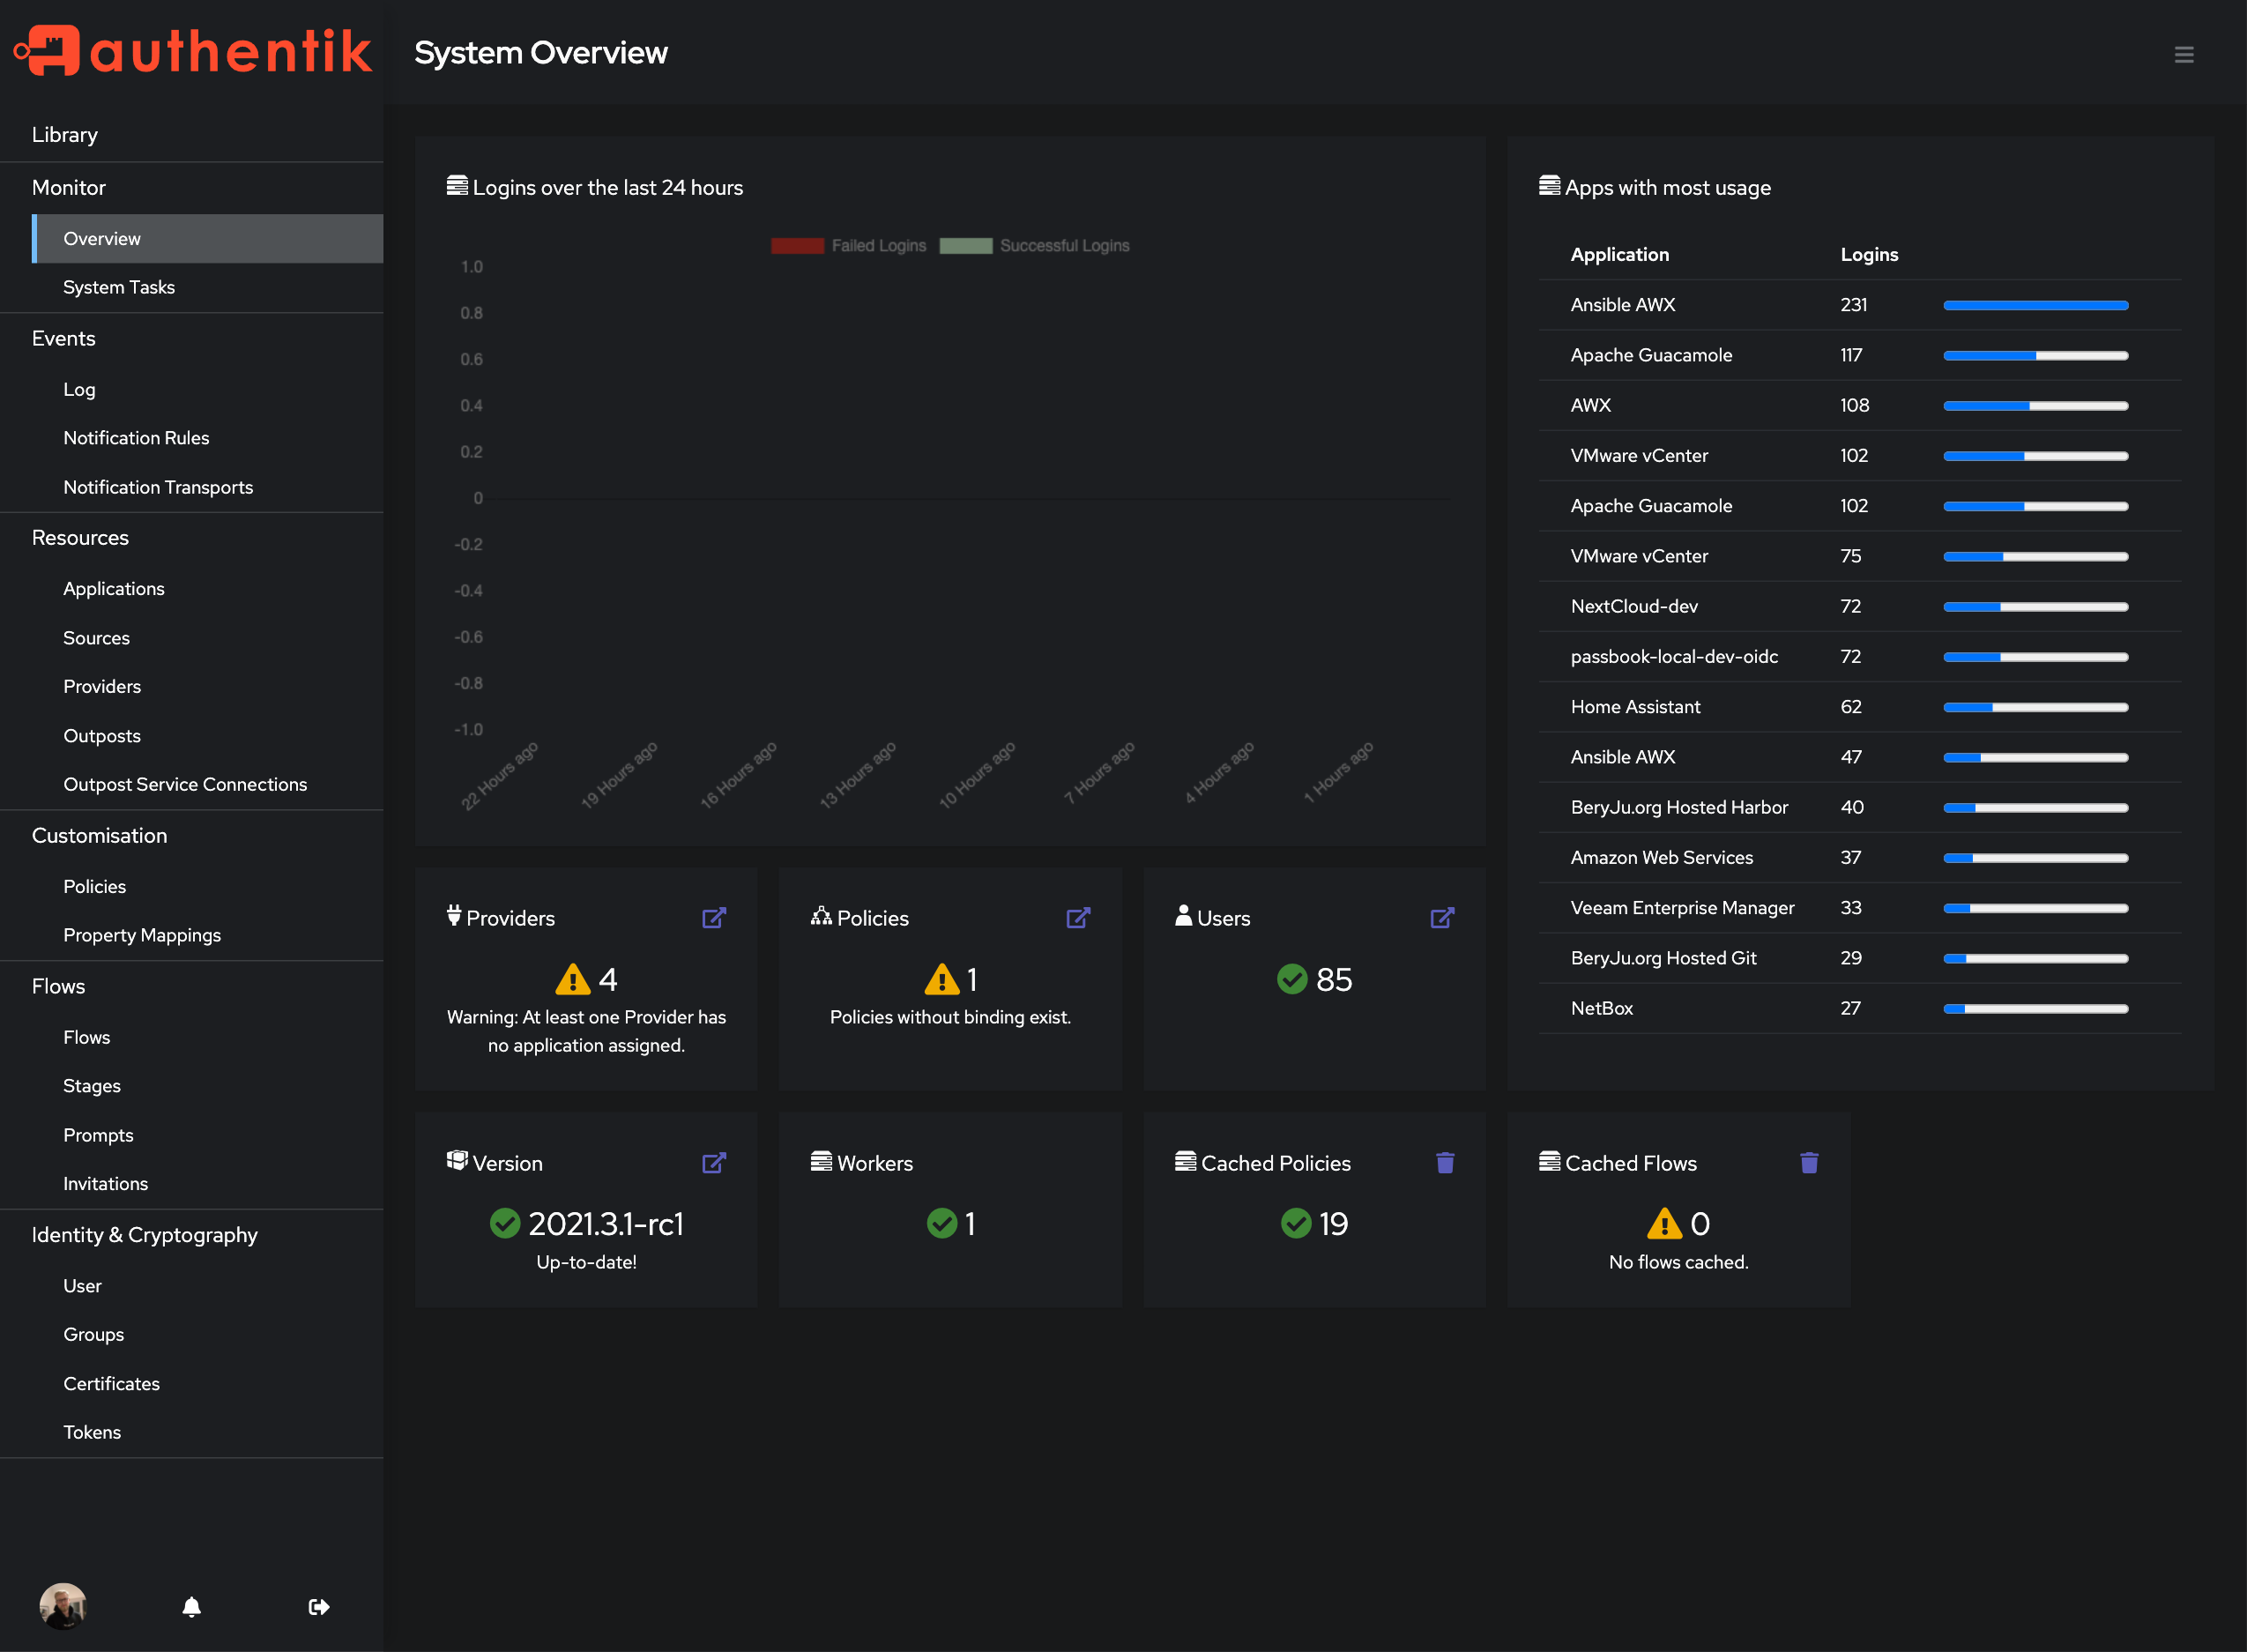 authentik
Library
Monitor
Overview
System Tasks
Events
Log
Notification Rules
Notification Transports
Resources
Applications
Sources
Providers
Outposts
Outpost Service Connections
Customisation
Policies
Property Mappings
Flows
Flows
Stages
Prompts
Invitations
Identity & Cryptography
User
Groups
Certificates
Tokens
System Overview
Logins over the last 24 hours
Failed Logins Successful Logins
1.0
0.8
0.6
0.4
0.2
0
-0.2
-0.4
-0.6
-0.8
-1.0
22 Hours ago
19 Hours ago
16 Hours ago
13 Hours ago
10 Hours ago
7 Hours ago
4 Hours ago
1 Hours ago
Apps with most usage
Application Logins
Ansible AWX 231
Apache Guacamole 117
AWX 108
VMware vCenter 102
Apache Guacamole 102
VMware vCenter 75
NextCloud-dev 72
passbook-local-dev-oidc 72
Home Assistant 62
Ansible AWX 47
BeryJu.org Hosted Harbor 40
Amazon Web Services 37
Veeam Enterprise Manager 33
BeryJu.org Hosted Git 29
NetBox 27
Providers
4
Warning: At least one Provider has
no application assigned.
Policies
1
Policies without binding exist.
Users
85
Version
2021.3.1-rc1
Up-to-date!
Workers
1
Cached Policies
19
Cached Flows
0
No flows cached.